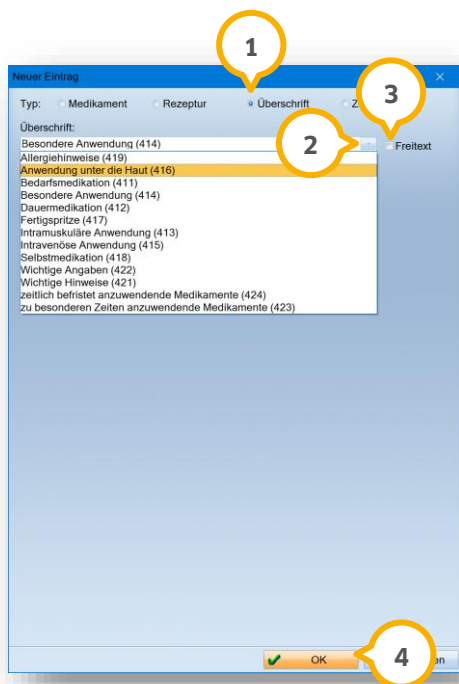 1
Neuer Eintrag
Typ: Medikament Rezeptur Überschrift Z
3
Überschrift:
Besondere Anwendung (414)
2
Freitext
Allergiehinweise (419)
Anwendung unter die Haut (416)
Bedarfsmedikation (411)
Besondere Anwendung (414)
Dauermedikation (412)
Fertigspritze (417)
Intramuskuläre Anwendung (413)
Intravenöse Anwendung (415)
Selbstmedikation (418)
Wichtige Angaben (422)
Wichtige Hinweise (421)
zeitlich befristet anzuwendende Medikamente (424)
zu besonderen Zeiten anzuwendende Medikamente (423)
OK
4
en